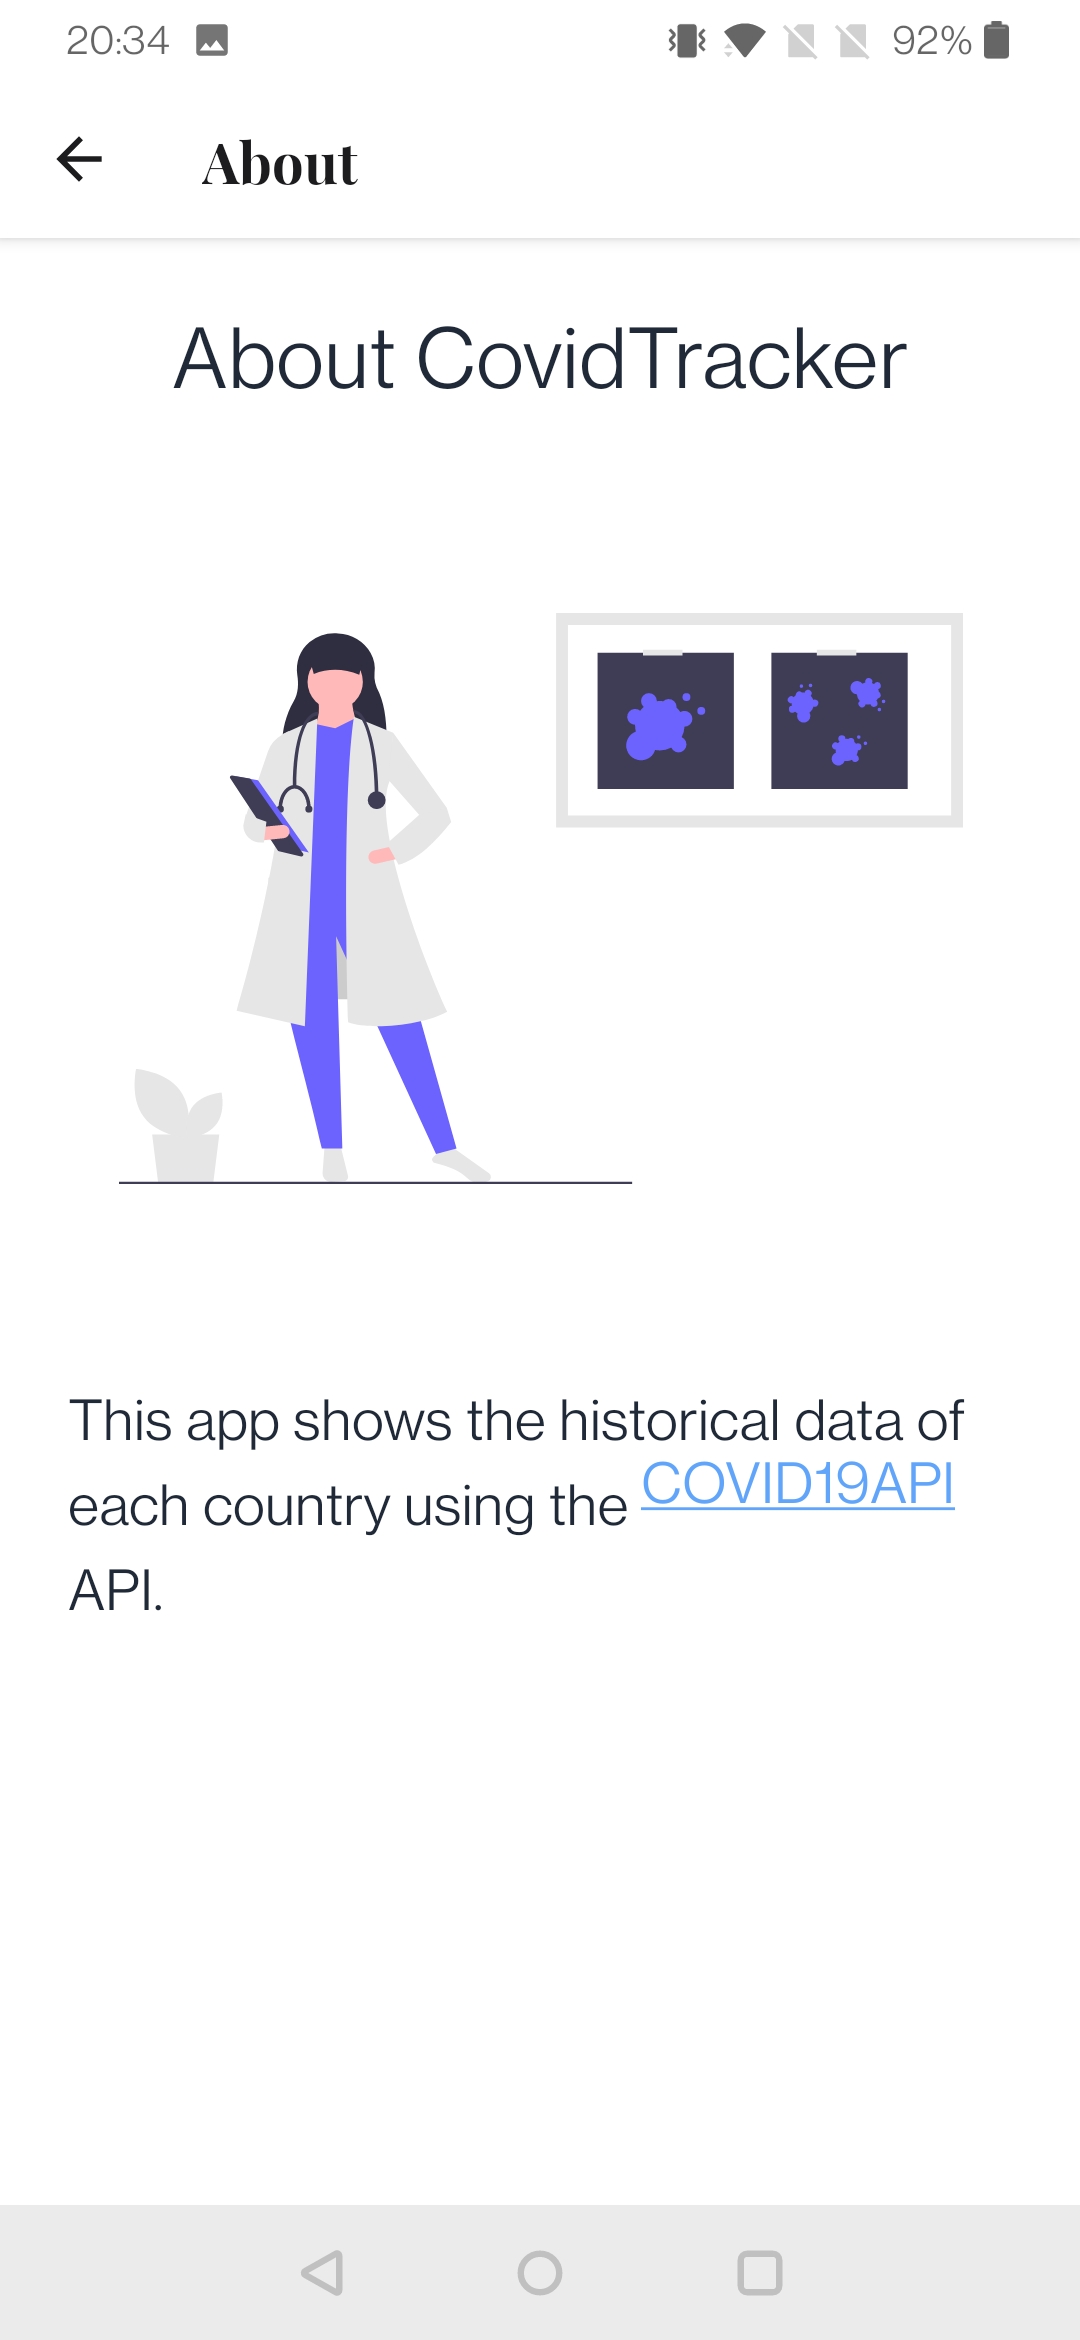 20:34 92%
About
About CovidTracker
This app shows the historical data of
each country using the COVID19API
API.